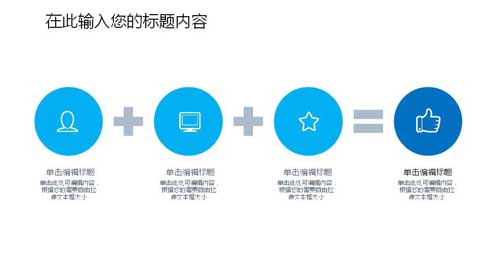 在此输入您的标题内容
单击编辑标题
单击此处可编辑内容，
根据您的需要自由拉
伸文本框大小
单击编辑标题
单击此处可编辑内容，
根据您的需要自由拉
伸文本框大小
单击编辑标题
单击此处可编辑内容，
根据您的需要自由拉
伸文本框大小
单击编辑标题
单击此处可编辑内容，
根据您的需要自由拉
伸文本框大小